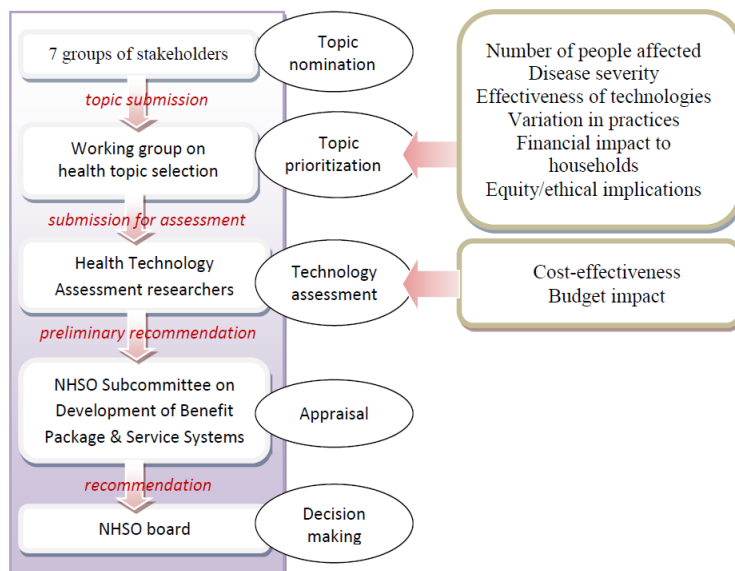 7 groups of stakeholders
Topic
nomination
topic submission
Working group on
health topic selection
Topic
prioritization
Number of people affected
Disease severity
Effectiveness of technologies
Variation in practices
Financial impact to
households
Equity/ethical implications
submission for assessment
Health Technology
Assessment researchers
Technology
assessment
Cost-effectiveness
Budget impact
preliminary recommendation
NHSO Subcommittee on
Development of Benefit
Package & Service Systems
Appraisal
recommendation
NHSO board
Decision
making